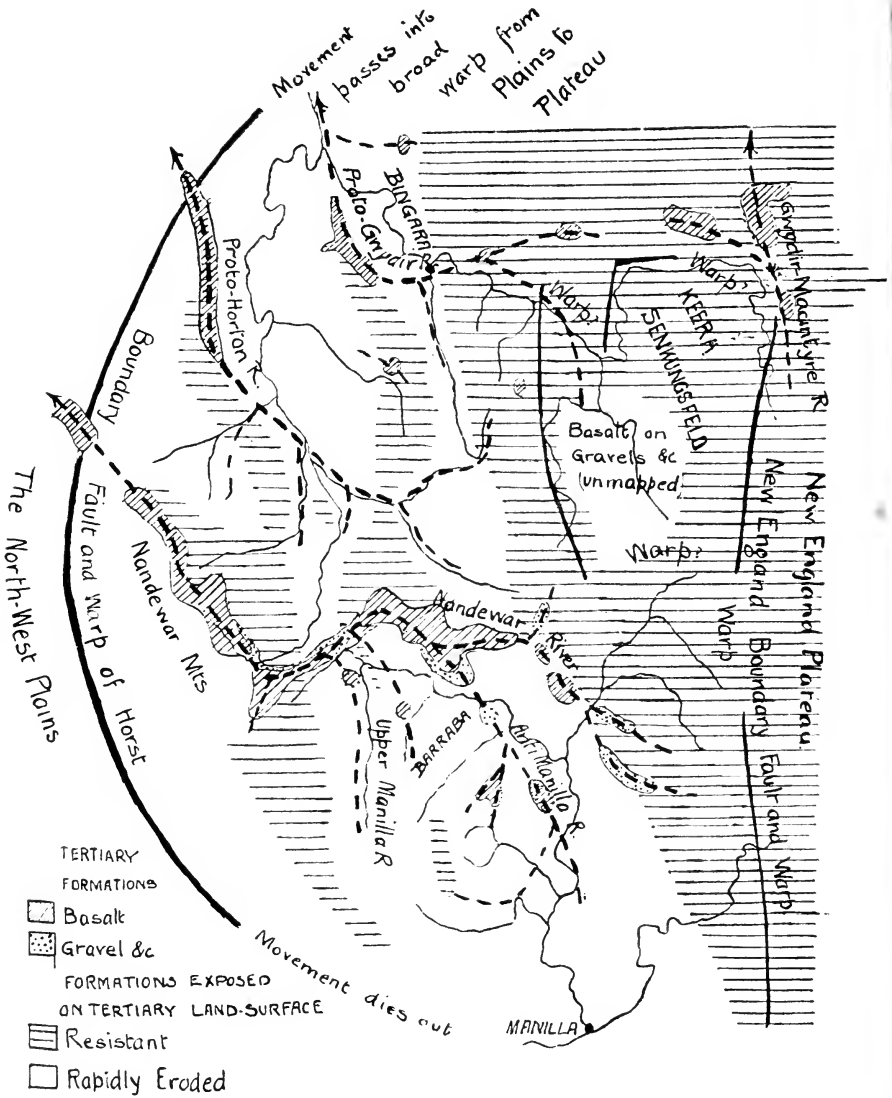 Movement
passes into
broad
warp from
Plains to
Plateau
BINGARA
Proto-Gwydir R
Proto-Horton R
Gwydir-Macintyre R
Warp?
Warp?
KEERA
SENKUNGSFELD
Boundary
Fault and Warp of Horst
The North-West Plains
Basalt on
Gravels &c
(unmapped)
Warp?
New England Plateau
New England Boundary Fault and Warp
Warp
Nandewar Mts
Nandewar
River
Upper Manilla R
BARRABA
Anti Manilla R.
Movement dies out
MANILLA
TERTIARY
FORMATIONS
Basalt
Gravel &c
FORMATIONS EXPOSED
ON TERTIARY LAND-SURFACE
Resistant
Rapidly Eroded